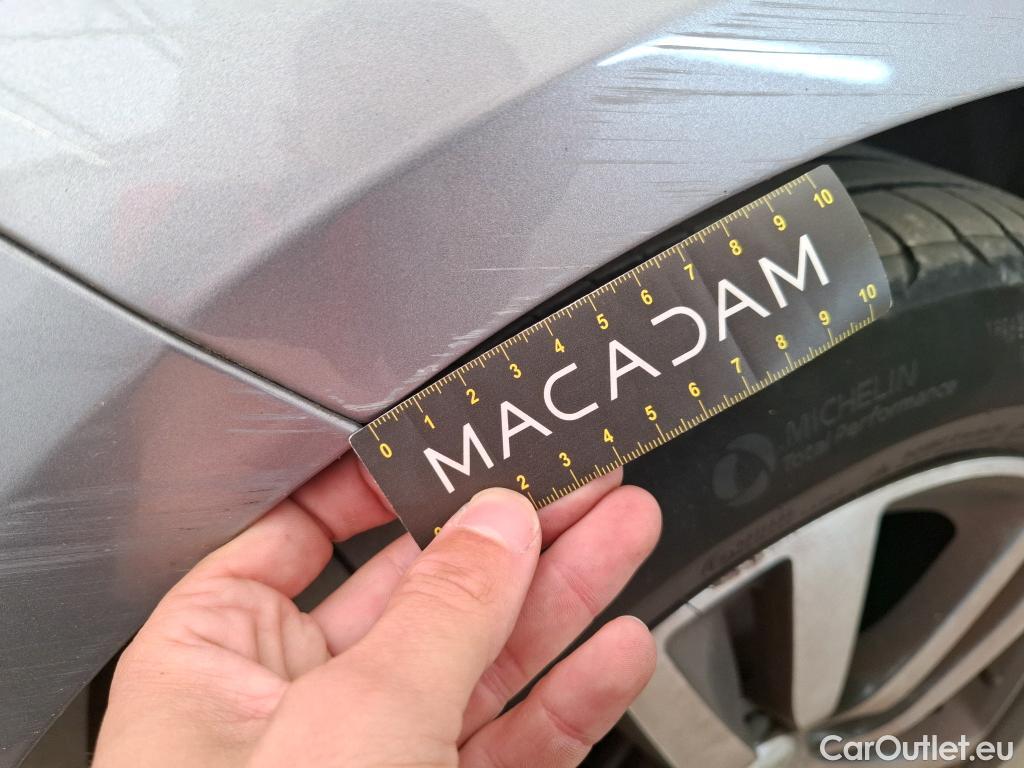 0 1 2 3 4 5 6 7 8 9 10
MACADAM
2 3 4 5 6 7 8 9 10
MICHELIN
Total Performance
CarOutlet.eu